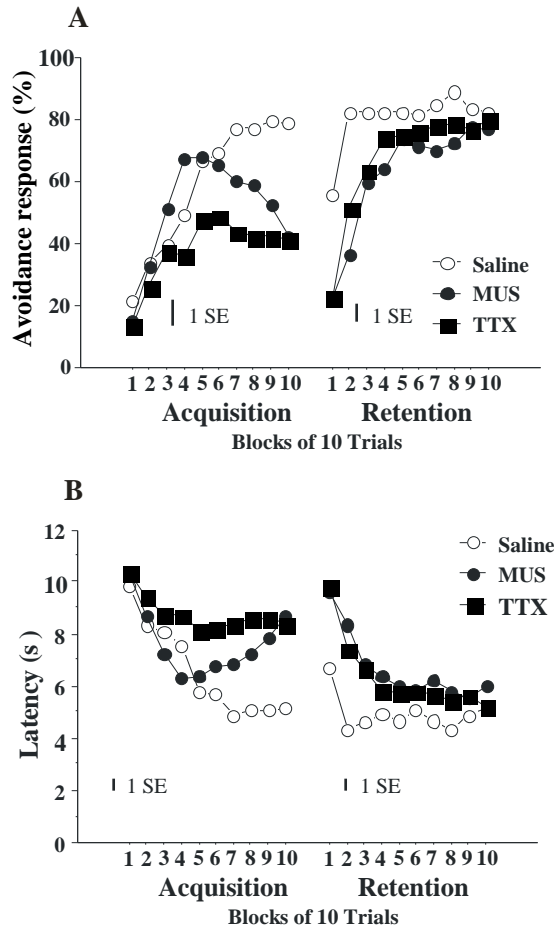 A
Avoidance response (%)
100
80
60
40
20
0
1 SE
1 SE
Saline
MUS
TTX
1 2 3 4 5 6 7 8 9 10
1 2 3 4 5 6 7 8 9 10
Acquisition
Retention
Blocks of 10 Trials
B
Latency (s)
12
10
8
6
4
2
0
Saline
MUS
TTX
1 SE
1 SE
1 2 3 4 5 6 7 8 9 10
1 2 3 4 5 6 7 8 9 10
Acquisition
Retention
Blocks of 10 Trials